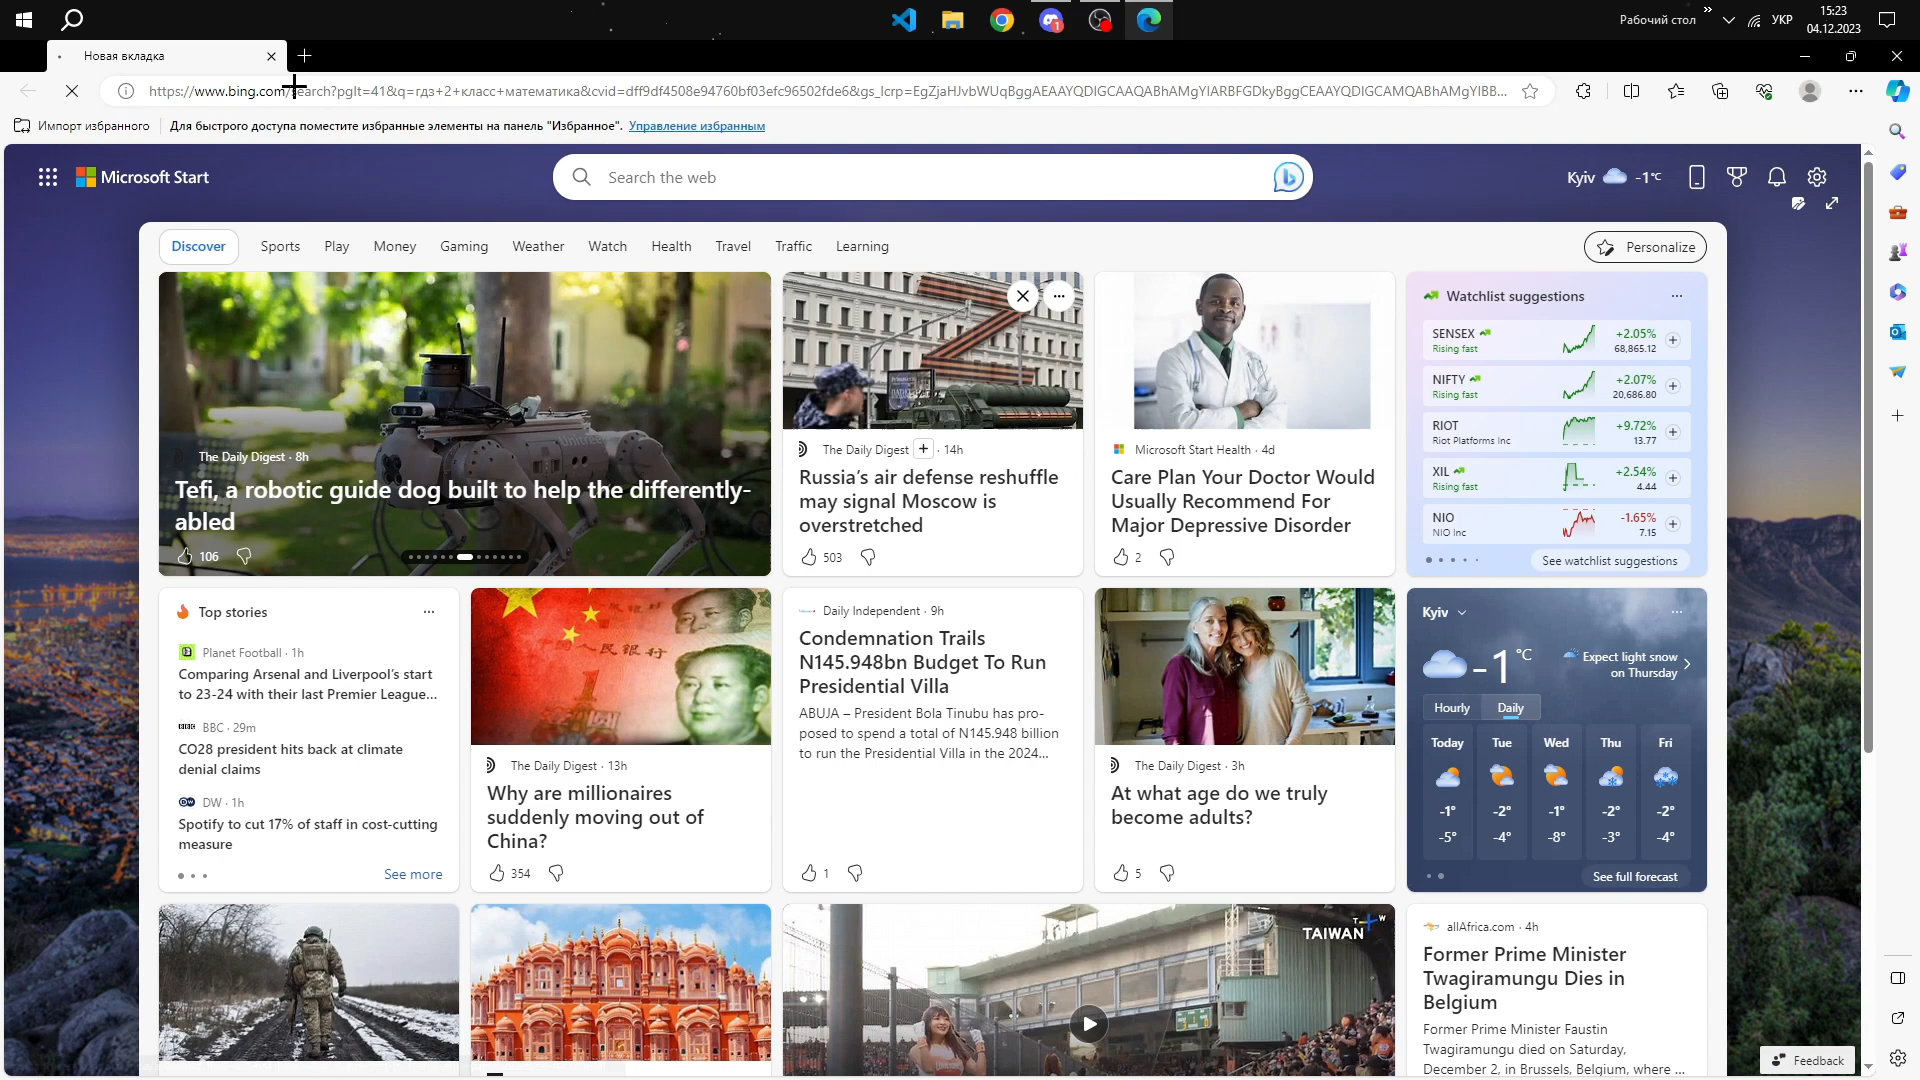 Рабочий стол
»
УКР
15:23
04.12.2023
1
Новая вкладка
https://www.bing.com/search?pglt=41&q=гдз+2+класс+математика&cvid=dff9df4508e94760bf03efc96502fde6&gs_lcrp=EgZjaHJvbWUqBggAEAAYQDIGCAAQABhAMgYIARBFGDkyBggCEAAYQDIGCAMQABhAMgYIBB...
Импорт избранного
Для быстрого доступа поместите избранные элементы на панель "Избранное". Управление избранным
Microsoft Start
Search the web
Kyiv
-1°C
Discover
Sports
Play
Money
Gaming
Weather
Watch
Health
Travel
Traffic
Learning
Personalize
The Daily Digest · 8h
Tefi, a robotic guide dog built to help the differently-
abled
106
The Daily Digest · 14h
Russia's air defense reshuffle
may signal Moscow is
overstretched
503
Microsoft Start Health · 4d
Care Plan Your Doctor Would
Usually Recommend For
Major Depressive Disorder
2
Watchlist suggestions
SENSEX
+2.05%
Rising fast
68,865.12
NIFTY
+2.07%
Rising fast
20,686.80
RIOT
+9.72%
Riot Platforms Inc
13.77
XIL
+2.54%
Rising fast
4.44
NIO
-1.65%
NIO Inc
7.15
See watchlist suggestions
Top stories
Planet Football · 1h
Comparing Arsenal and Liverpool's start
to 23-24 with their last Premier League...
BBC · 29m
CO28 president hits back at climate
denial claims
DW · 1h
Spotify to cut 17% of staff in cost-cutting
measure
See more
The Daily Digest · 13h
Why are millionaires
suddenly moving out of
China?
354
Daily Independent · 9h
Condemnation Trails
N145.948bn Budget To Run
Presidential Villa
ABUJA – President Bola Tinubu has pro-
posed to spend a total of N145.948 billion
to run the Presidential Villa in the 2024...
1
The Daily Digest · 3h
At what age do we truly
become adults?
5
Kyiv
-1 °C
Expect light snow
on Thursday
Hourly
Daily
Today
Tue
Wed
Thu
Fri
-1°
-2°
-1°
-2°
-2°
-5°
-4°
-8°
-3°
-4°
See full forecast
TAIWAN
allAfrica.com · 4h
Former Prime Minister
Twagiramungu Dies in
Belgium
Former Prime Minister Faustin
Twagiramungu died on Saturday,
December 2, in Brussels, Belgium, where ...
Feedback